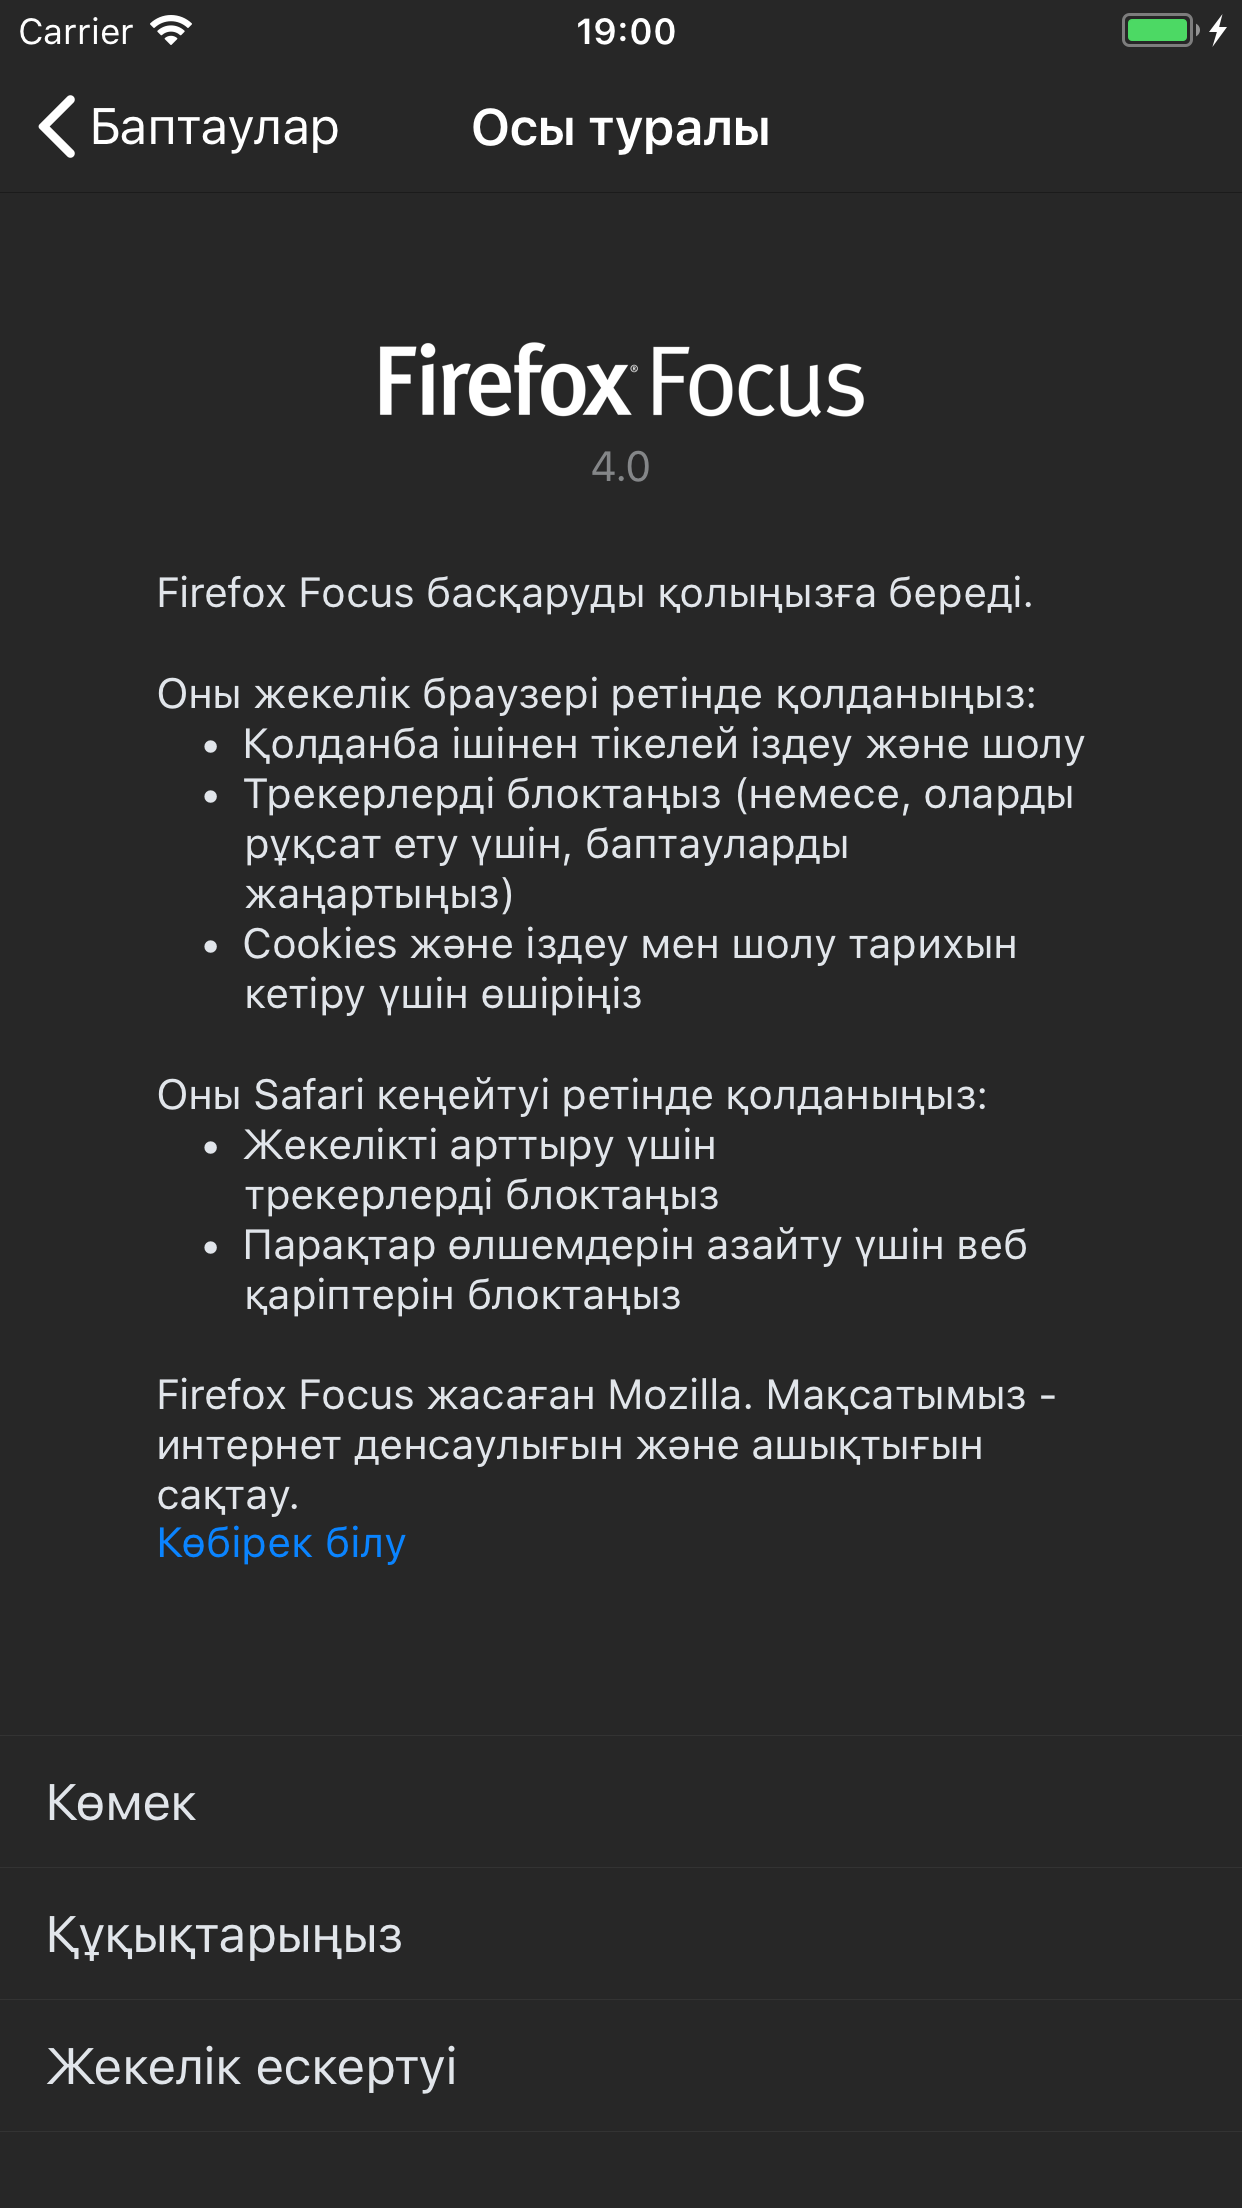 Carrier 19:00
Баптаулар Осы туралы
Firefox® Focus
4.0
Firefox Focus басқаруды қолыңызға береді.
Оны жекелік браузері ретінде қолданыңыз:
• Қолданба ішінен тікелей іздеу және шолу
• Трекерлерді блоктаңыз (немесе, оларды
рұқсат ету үшін, баптауларды
жаңартыңыз)
• Cookies және іздеу мен шолу тарихын
кетіру үшін өшіріңіз
Оны Safari кеңейтуі ретінде қолданыңыз:
• Жекелікті арттыру үшін
трекерлерді блоктаңыз
• Парақтар өлшемдерін азайту үшін веб
қаріптерін блоктаңыз
Firefox Focus жасаған Mozilla. Мақсатымыз -
интернет денсаулығын және ашықтығын
сақтау.
Көбірек білу
Көмек
Құқықтарыңыз
Жекелік ескертуі